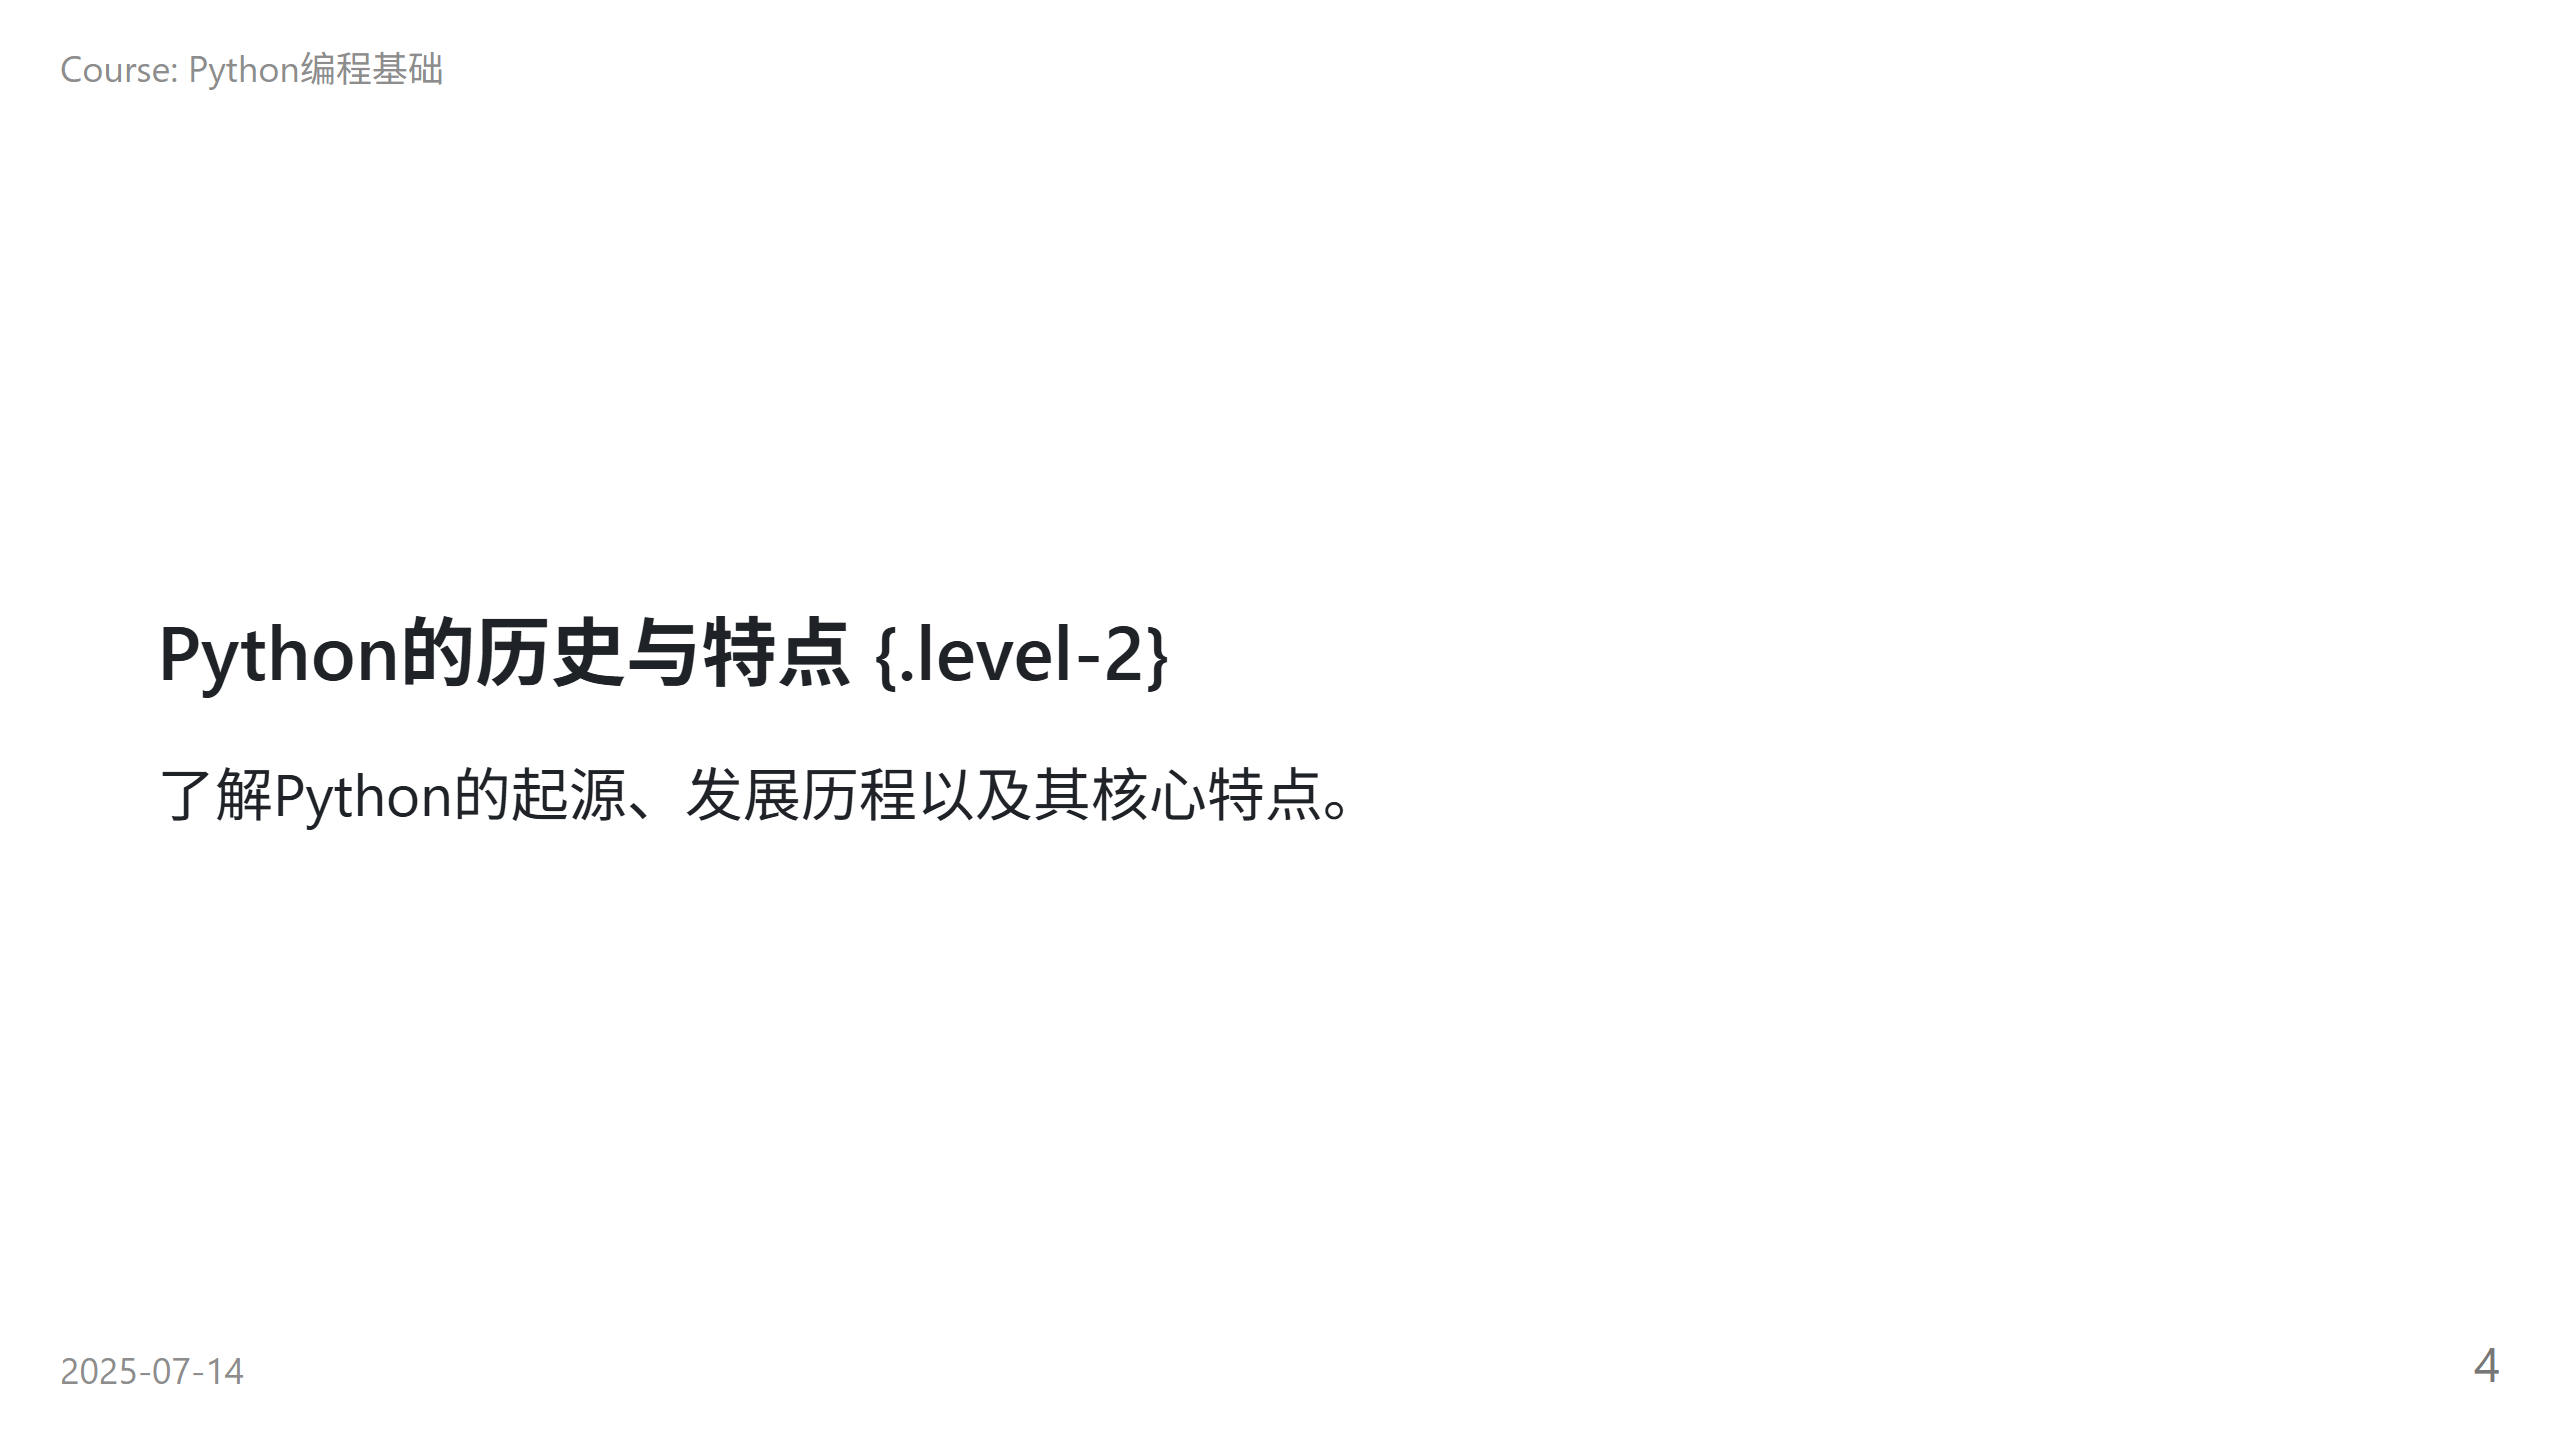 Course: Python编程基础
Python的历史与特点 {.level-2}
了解Python的起源、发展历程以及其核心特点。
2025-07-14
4